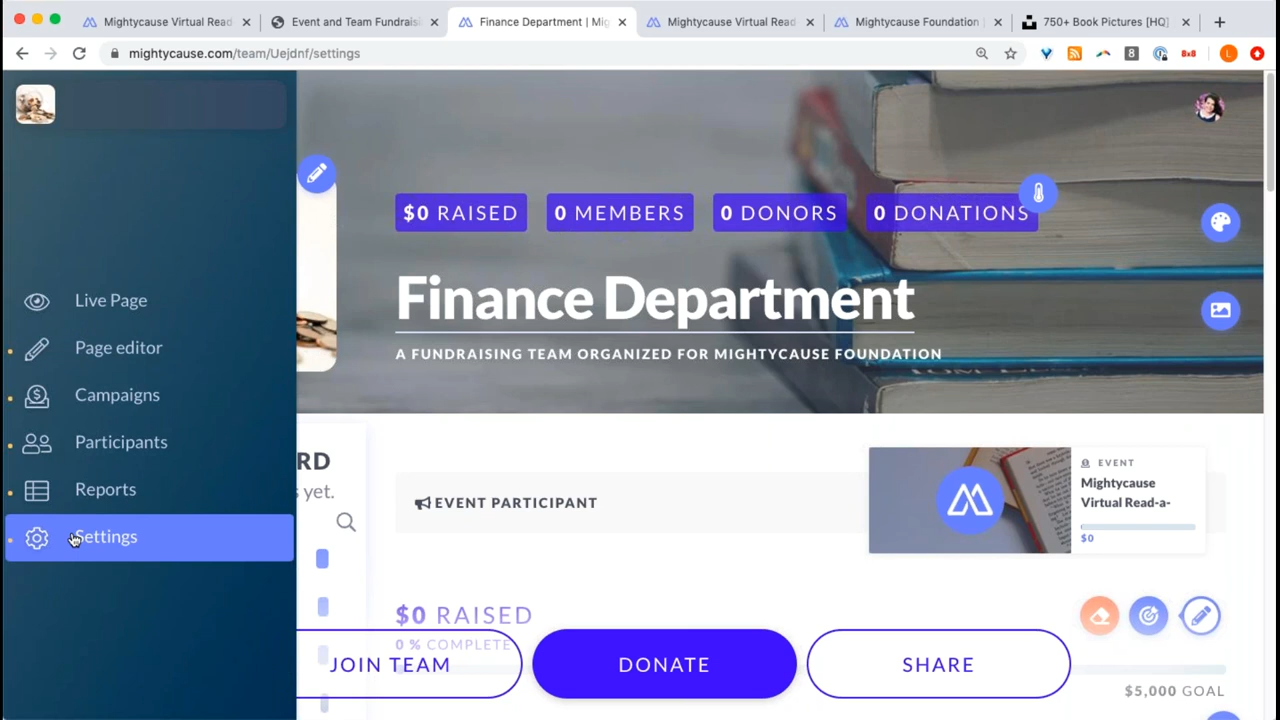 Mightycause Virtual Read-
Event and Team Fundraisi
Finance Department | Mig
Mightycause Virtual Read-
Mightycause Foundation |
750+ Book Pictures [HQ]
mightycause.com/team/Uejdnf/settings
8
8x8
L
$0 RAISED
0 MEMBERS
0 DONORS
0 DONATIONS
Finance Department
A FUNDRAISING TEAM ORGANIZED FOR MIGHTYCAUSE FOUNDATION
Live Page
Page editor
Campaigns
Participants
Reports
Settings
RD
s yet.
EVENT PARTICIPANT
EVENT
Mightycause
Virtual Read-a-
$0
$0 RAISED
0 % COMPLETE
JOIN TEAM
DONATE
SHARE
$5,000 GOAL